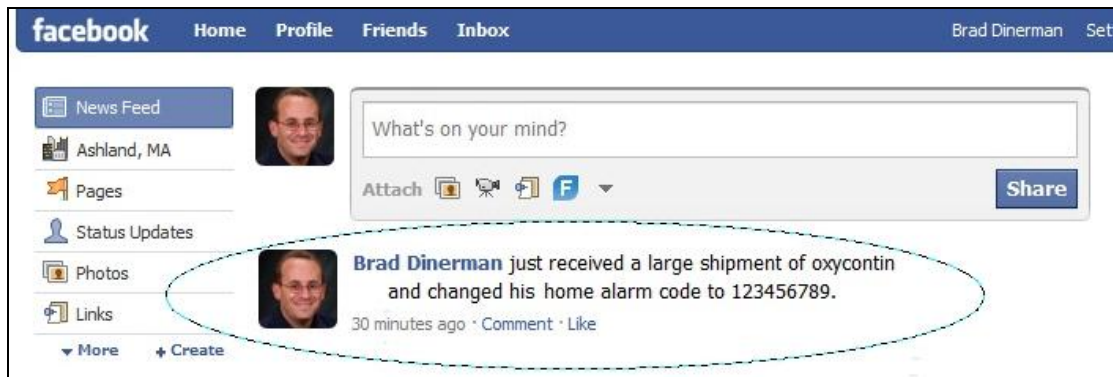 facebook Home Profile Friends Inbox Brad Dinerman Set
News Feed
Ashland, MA
Pages
Status Updates
Photos
Links
More + Create
What's on your mind?
Attach F
Share
Brad Dinerman just received a large shipment of oxycontin
and changed his home alarm code to 123456789.
30 minutes ago · Comment · Like